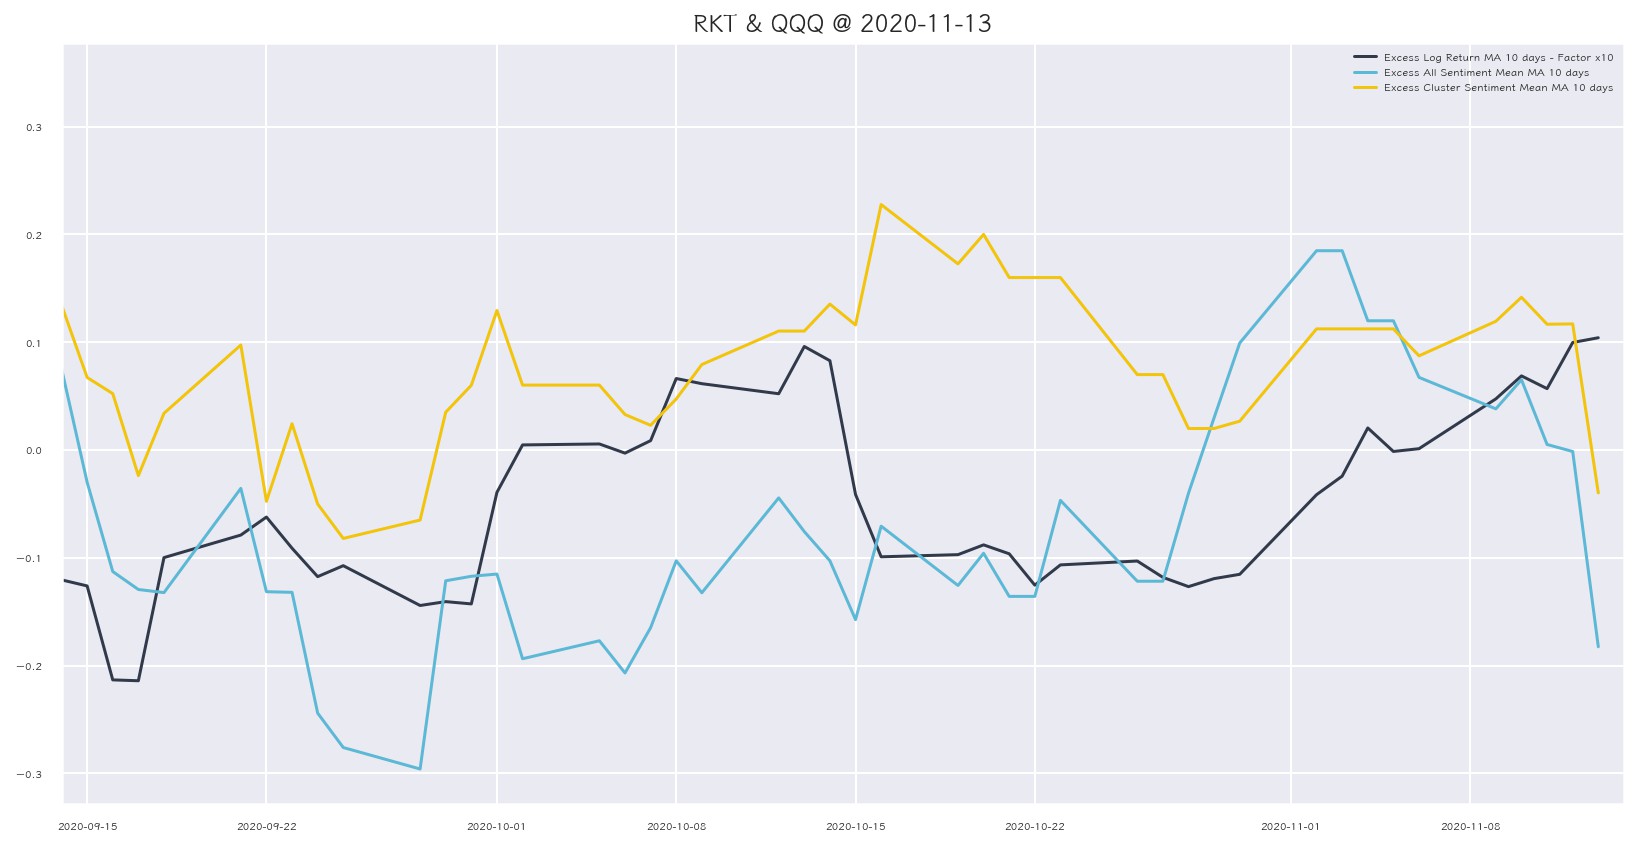 RKT & QQQ @ 2020-11-13
Excess Log Return MA 10 days - Factor x10
Excess All Sentiment Mean MA 10 days
Excess Cluster Sentiment Mean MA 10 days
0.3
0.2
0.1
0.0
−0.1
−0.2
−0.3
2020-09-15 2020-09-22 2020-10-01 2020-10-08 2020-10-15 2020-10-22 2020-11-01 2020-11-08